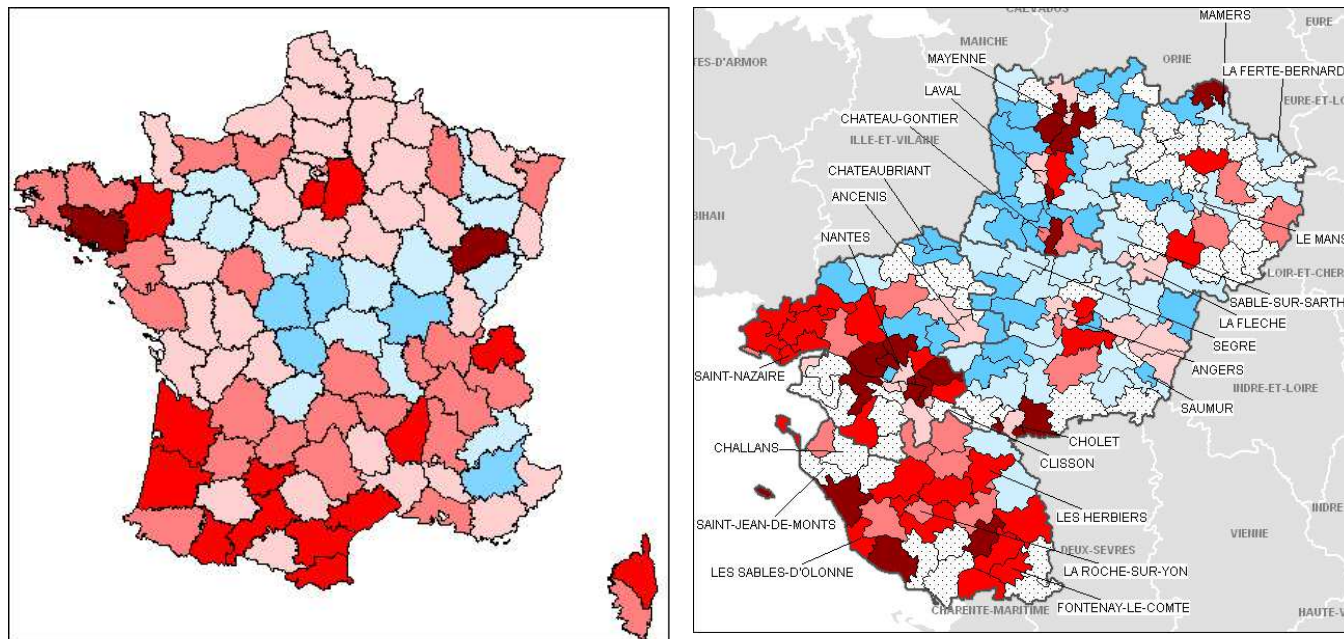 CALVADOS
MAMERS
EURE
MANCHE
ORNE
MAYENNE
TES-D'ARMOR
LA FERTE-BERNARD
LAVAL
EURE-ET-LO
CHATEAU-GONTIER
ILLE-ET-VILAINE
CHATEAUBRIANT
ANCENIS
BIHAN
NANTES
LE MANS
LOIR-ET-CHER
SABLE-SUR-SARTH
LA FLECHE
SEGRE
SAINT-NAZAIRE
ANGERS
INDRE-ET-LOIRE
SAUMUR
CHOLET
CHALLANS
CLISSON
INDRE
SAINT-JEAN-DE-MONTS
LES HERBIERS
VIENNE
DEUX-SEVRES
LES SABLES-D'OLONNE
LA ROCHE-SUR-YON
FONTENAY-LE-COMTE
CHARENTE-MARITIME
HAUTE-V